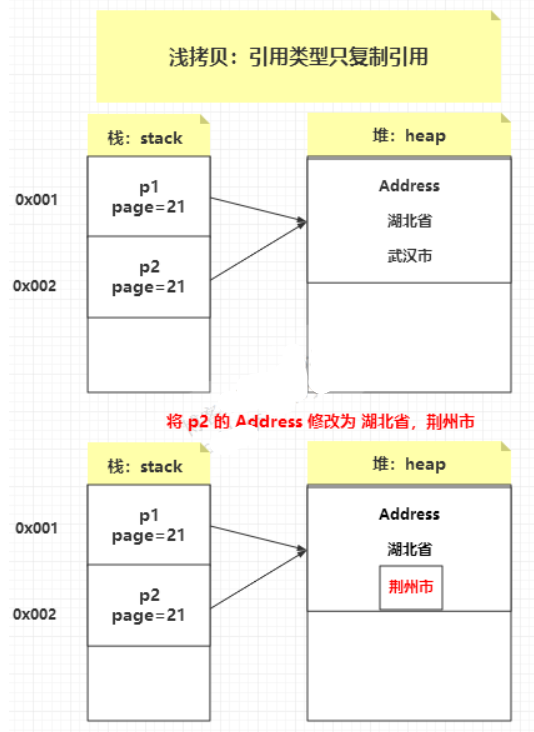 浅拷贝：引用类型只复制引用
栈：stack
堆：heap
0x001
p1
page=21
Address
湖北省
武汉市
0x002
p2
page=21
将 p2 的 Address 修改为 湖北省，荆州市
栈：stack
堆：heap
0x001
p1
page=21
Address
湖北省
荆州市
0x002
p2
page=21